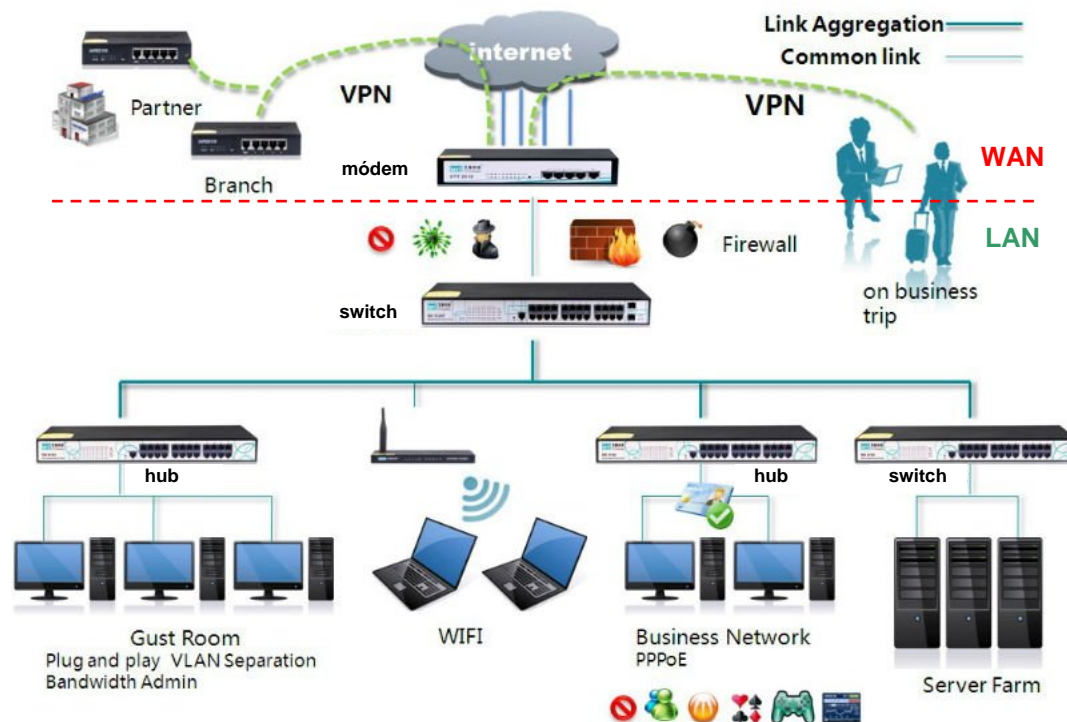 internet
Link Aggregation
Common link
Partner
VPN
VPN
Branch
módem
WAN
LAN
Firewall
switch
on business
trip
hub
hub
switch
Gust Room
Plug and play VLAN Separation
Bandwidth Admin
WIFI
Business Network
PPPoE
Server Farm